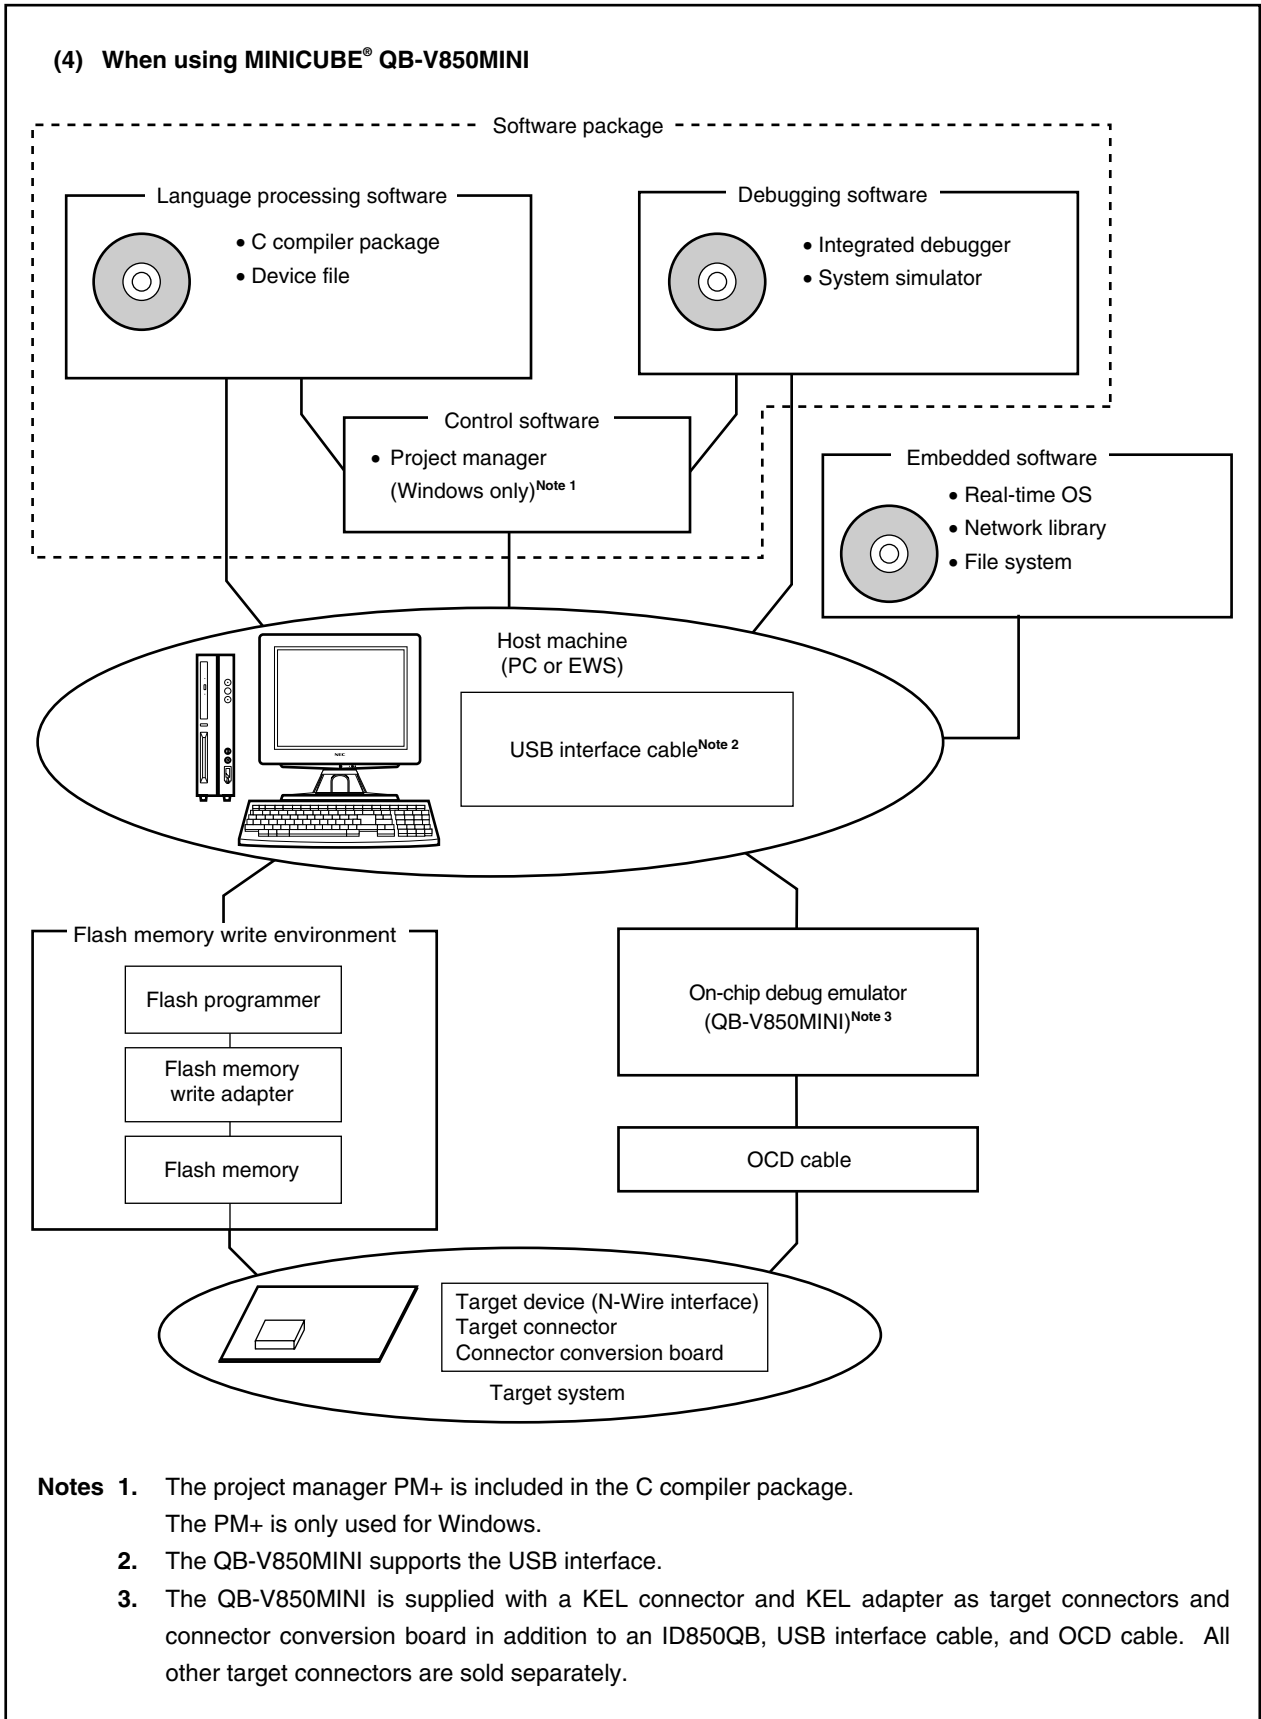 (4) When using MINICUBE® QB-V850MINI
Software package
Language processing software
• C compiler package
• Device file
Debugging software
• Integrated debugger
• System simulator
Control software
• Project manager
(Windows only)Note 1
Embedded software
• Real-time OS
• Network library
• File system
Host machine
(PC or EWS)
USB interface cableNote 2
NEC
Flash memory write environment
Flash programmer
Flash memory
write adapter
Flash memory
On-chip debug emulator
(QB-V850MINI)Note 3
OCD cable
Target device (N-Wire interface)
Target connector
Connector conversion board
Target system
Notes 1. The project manager PM+ is included in the C compiler package.
The PM+ is only used for Windows.
2. The QB-V850MINI supports the USB interface.
3. The QB-V850MINI is supplied with a KEL connector and KEL adapter as target connectors and
connector conversion board in addition to an ID850QB, USB interface cable, and OCD cable. All
other target connectors are sold separately.